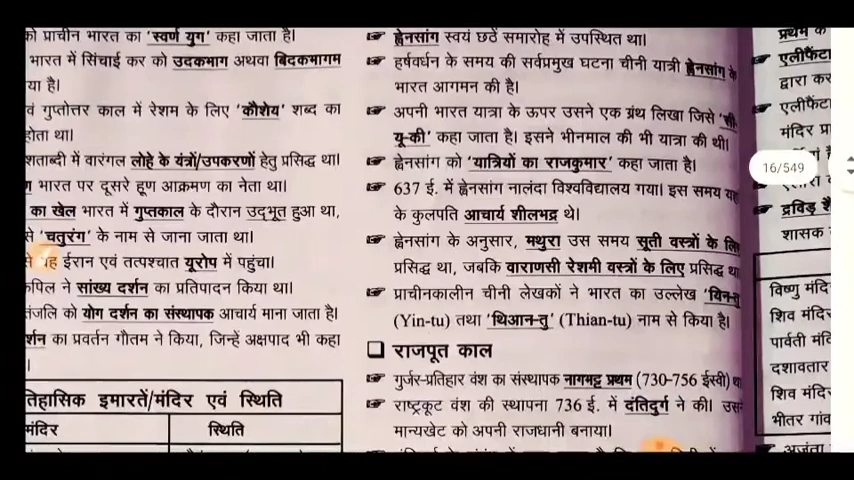 को प्राचीन भारत का 'स्वर्ण युग' कहा जाता है।
भारत में सिंचाई कर को उदकभाग अथवा बिदकभागम
या है।
वं गुप्तोत्तर काल में रेशम के लिए 'कौशेय' शब्द का
होता था।
शताब्दी में वारंगल लोहे के यंत्रों/उपकरणों हेतु प्रसिद्ध था।
भारत पर दूसरे हूण आक्रमण का नेता था।
का खेल भारत में गुप्तकाल के दौरान उद्भूत हुआ था,
से 'चतुरंग' के नाम से जाना जाता था।
से यह ईरान एवं तत्पश्चात यूरोप में पहुंचा।
कपिल ने सांख्य दर्शन का प्रतिपादन किया था।
तंजलि को योग दर्शन का संस्थापक आचार्य माना जाता है।
र्शन का प्रवर्तन गौतम ने किया, जिन्हें अक्षपाद भी कहा
।
तिहासिक इमारतें/मंदिर एवं स्थिति
मंदिर स्थिति
ह्वेनसांग स्वयं छठें समारोह में उपस्थित था।
हर्षवर्धन के समय की सर्वप्रमुख घटना चीनी यात्री ह्वेनसांग के
भारत आगमन की है।
अपनी भारत यात्रा के ऊपर उसने एक ग्रंथ लिखा जिसे 'सी-
यू-की' कहा जाता है। इसने भीनमाल की भी यात्रा की थी।
ह्वेनसांग को 'यात्रियों का राजकुमार' कहा जाता है।
637 ई. में ह्वेनसांग नालंदा विश्वविद्यालय गया। इस समय यहां
के कुलपति आचार्य शीलभद्र थे।
ह्वेनसांग के अनुसार, मथुरा उस समय सूती वस्त्रों के लिए
प्रसिद्ध था, जबकि वाराणसी रेशमी वस्त्रों के लिए प्रसिद्ध था
प्राचीनकालीन चीनी लेखकों ने भारत का उल्लेख 'यिन-तु'
(Yin-tu) तथा 'थिआन-तु' (Thian-tu) नाम से किया है।
राजपूत काल
गुर्जर-प्रतिहार वंश का संस्थापक नागभट्ट प्रथम (730-756 ईस्वी) था
राष्ट्रकूट वंश की स्थापना 736 ई. में दंतिदुर्ग ने की। उसने
मान्यखेट को अपनी राजधानी बनाया।
प्रथम के
एलीफैंटा
द्वारा कर
एलीफैंटा
मंदिर प्र
16/549
द्रविड़ शै
शासक
विष्णु मंदि
शिव मंदिर
पार्वती मंदि
दशावतार
शिव मंदिर
भीतर गांव
अजंता